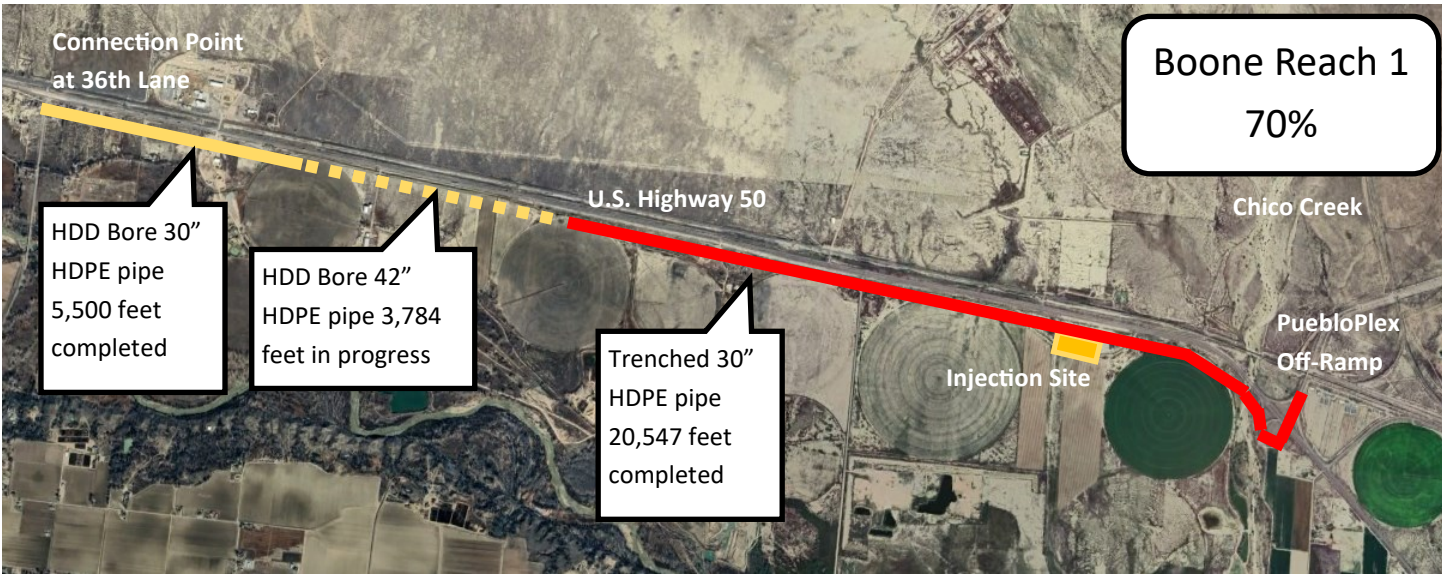 Connection Point
at 36th Lane
Boone Reach 1
70%
HDD Bore 30”
HDPE pipe
5,500 feet
completed
HDD Bore 42”
HDPE pipe 3,784
feet in progress
U.S. Highway 50
Trenched 30”
HDPE pipe
20,547 feet
completed
Injection Site
Chico Creek
PuebloPlex
Off-Ramp